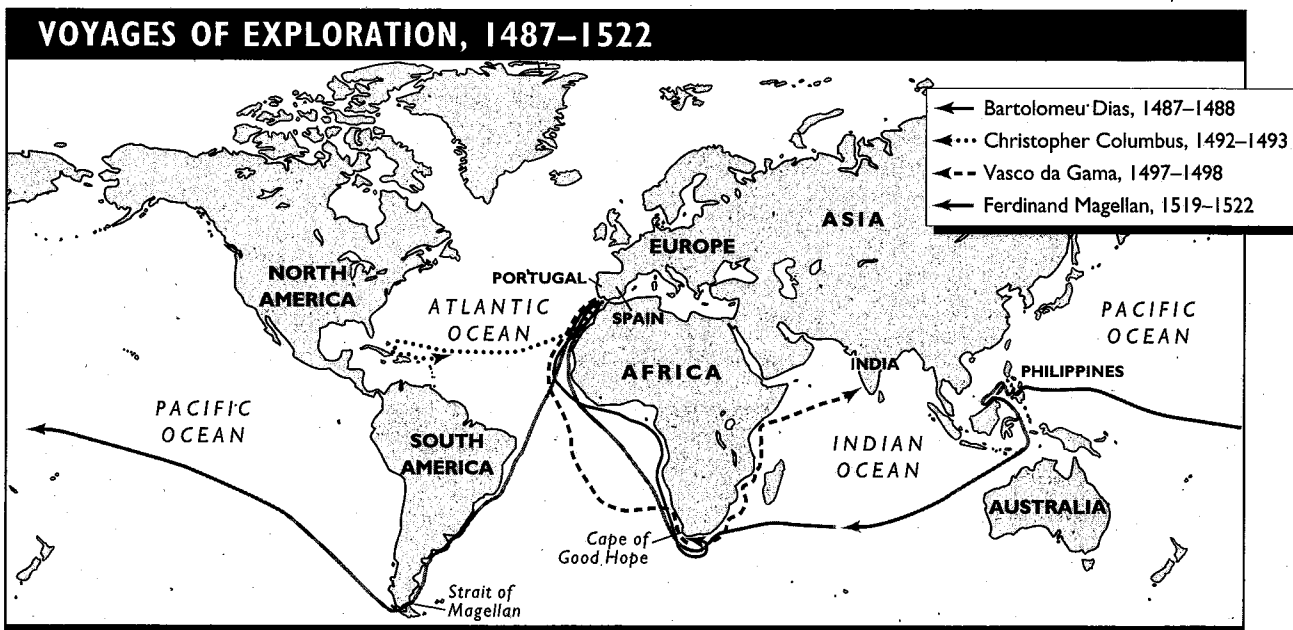 VOYAGES OF EXPLORATION, 1487–1522
Bartolomeu Dias, 1487–1488
Christopher Columbus, 1492–1493
Vasco da Gama, 1497–1498
Ferdinand Magellan, 1519–1522
ASIA
EUROPE
NORTH
AMERICA
PORTUGAL
ATLANTIC
OCEAN
SPAIN
PACIFIC
OCEAN
AFRICA
INDIA
PHILIPPINES
PACIFIC
OCEAN
SOUTH
AMERICA
INDIAN
OCEAN
AUSTRALIA
Cape of
Good Hope
Strait of
Magellan